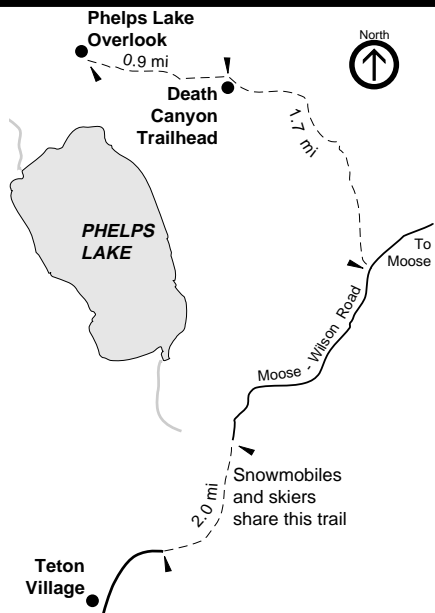 Phelps Lake
Overlook
0.9 mi
North
Death
Canyon
Trailhead
1.7 mi
PHELPS
LAKE
To
Moose
Moose - Wilson Road
Snowmobiles
and skiers
share this trail
2.0 mi
Teton
Village